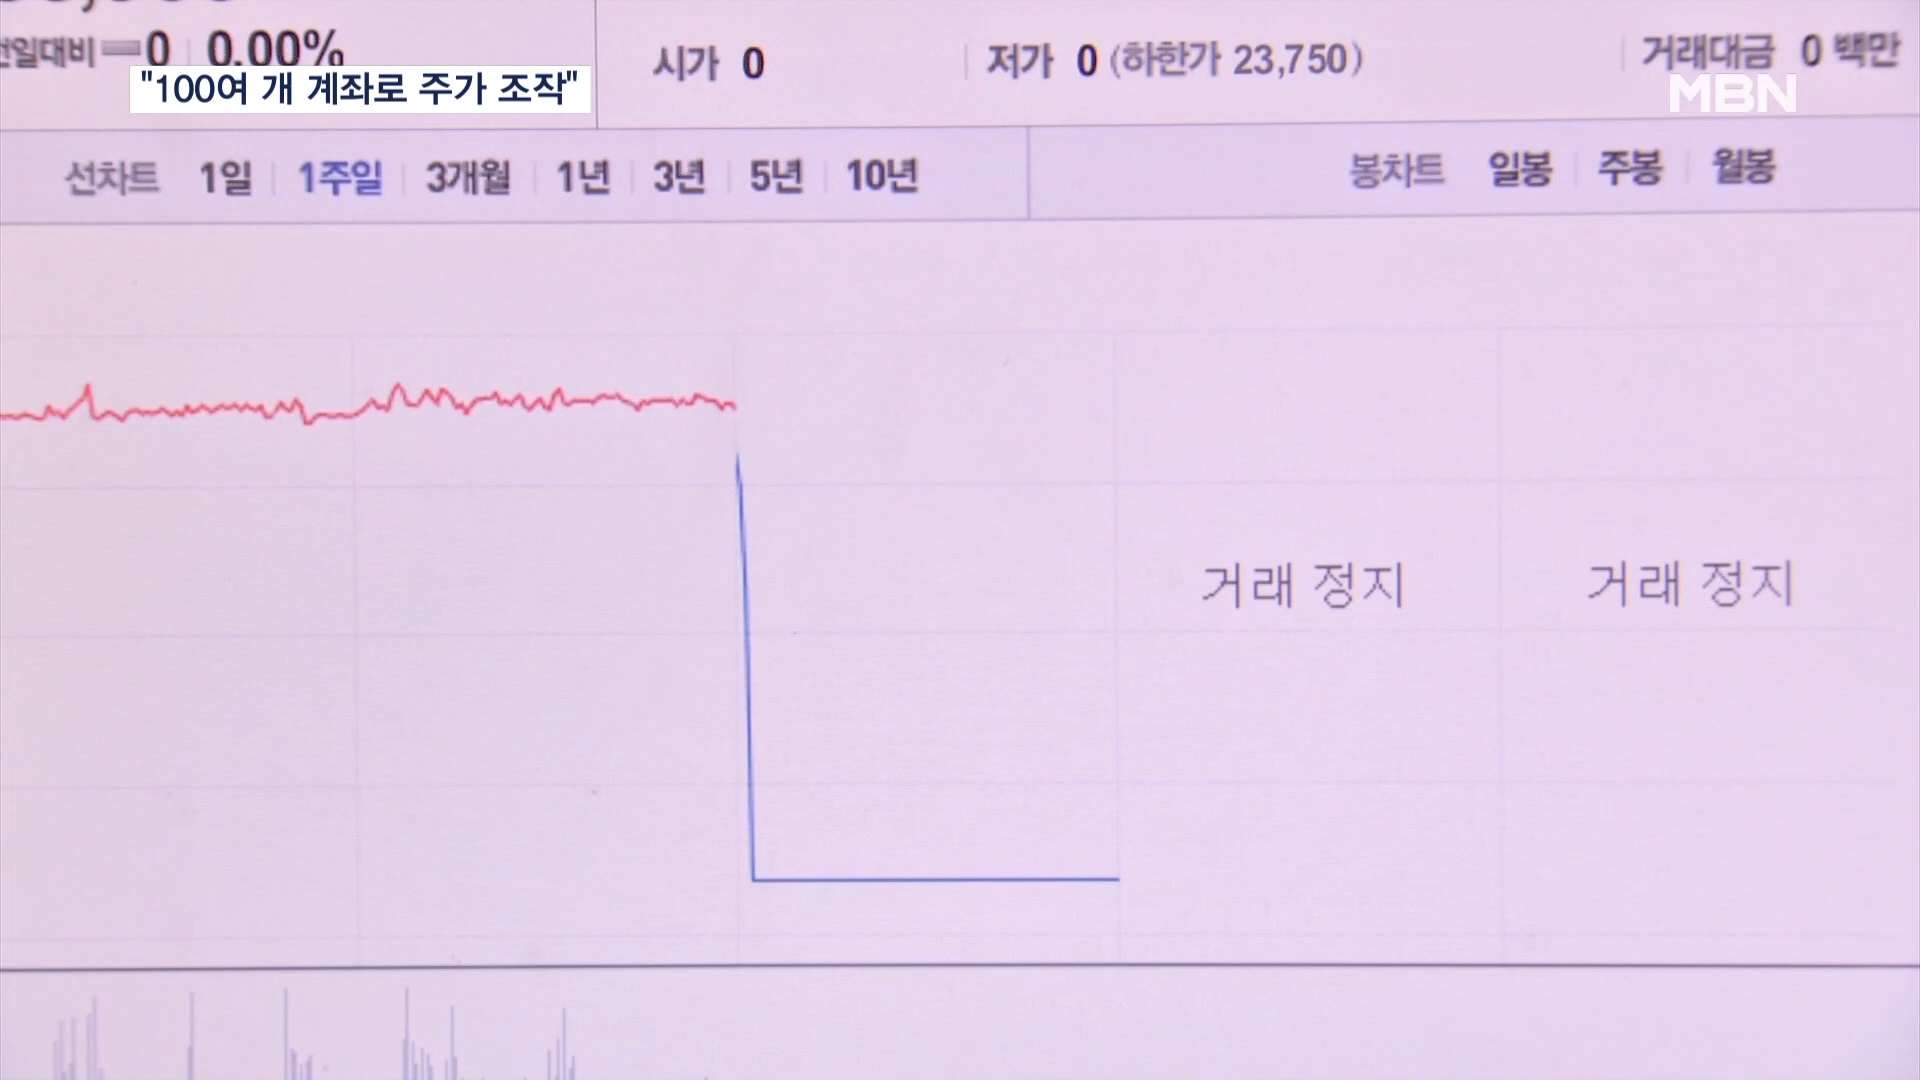 전일대비 0 0.00%
시가 0
저가 0 (하한가 23,750)
거래대금 0 백만
"100여 개 계좌로 주가 조작"
MBN
선차트 1일 1주일 3개월 1년 3년 5년 10년
봉차트 일봉 주봉 월봉
거래 정지 거래 정지